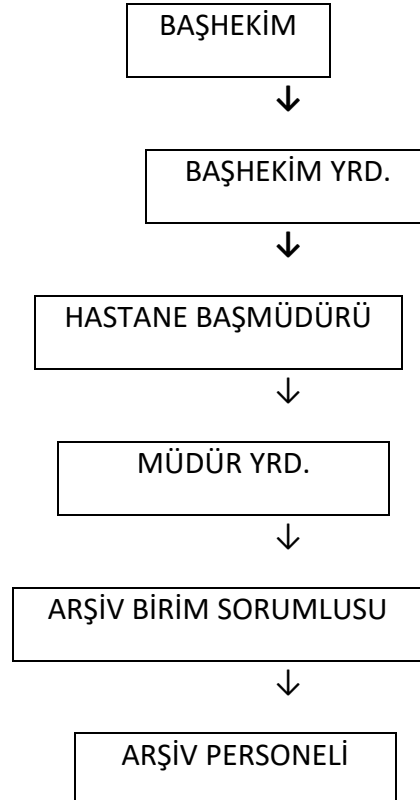 BAŞHEKİM
↓
BAŞHEKİM YRD.
↓
HASTANE BAŞMÜDÜRÜ
↓
MÜDÜR YRD.
↓
ARŞİV BİRİM SORUMLUSU
↓
ARŞİV PERSONELİ